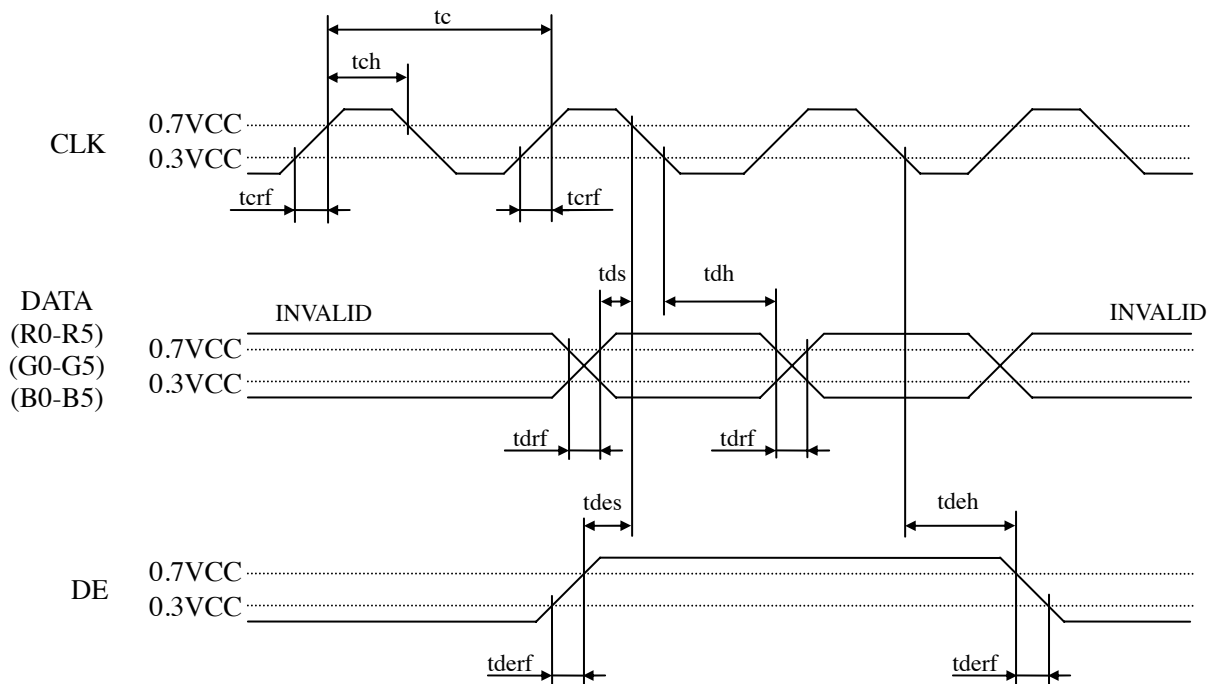 tc
tch
0.7VCC
CLK
0.3VCC
tcrf
tcrf
tds
tdh
DATA
INVALID
INVALID
(R0-R5)
0.7VCC
(G0-G5)
0.3VCC
(B0-B5)
tdrf
tdrf
tdes
tdeh
0.7VCC
DE
0.3VCC
tderf
tderf